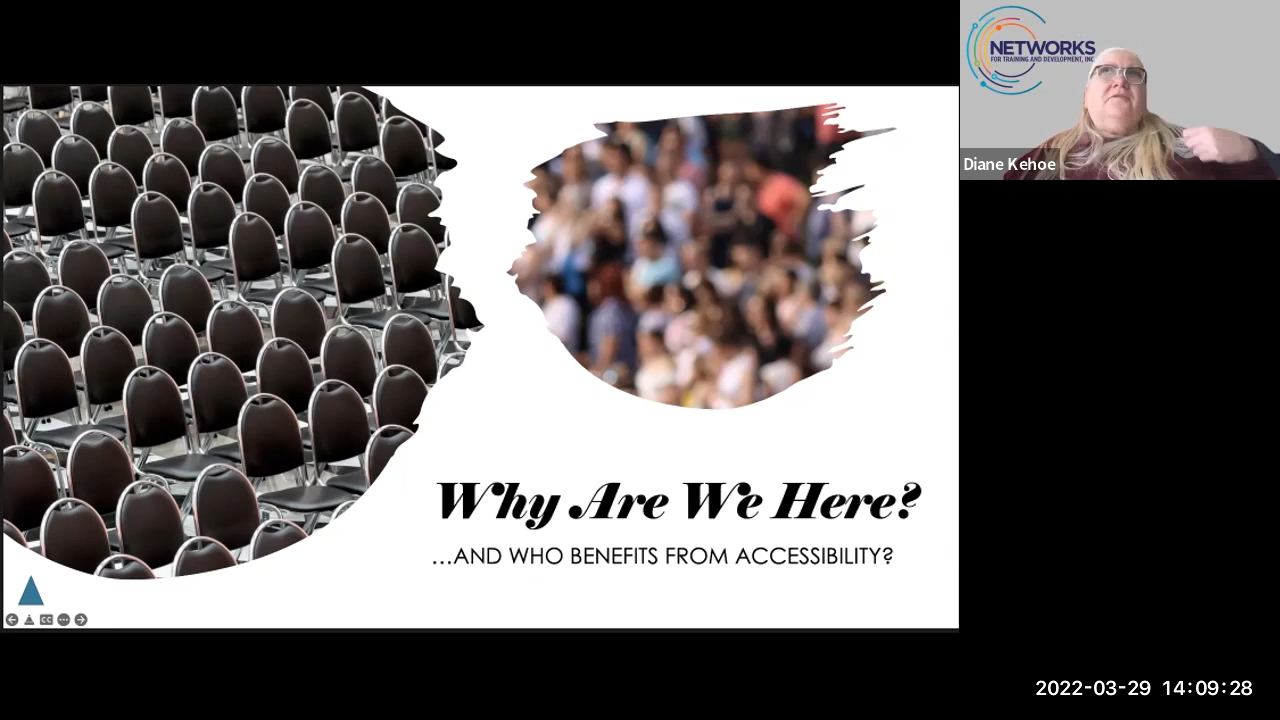 NETWORKS
FOR TRAINING AND DEVELOPMENT, INC
Diane Kehoe
Why Are We Here?
...AND WHO BENEFITS FROM ACCESSIBILITY?
CC
2022-03-29 14:09:28